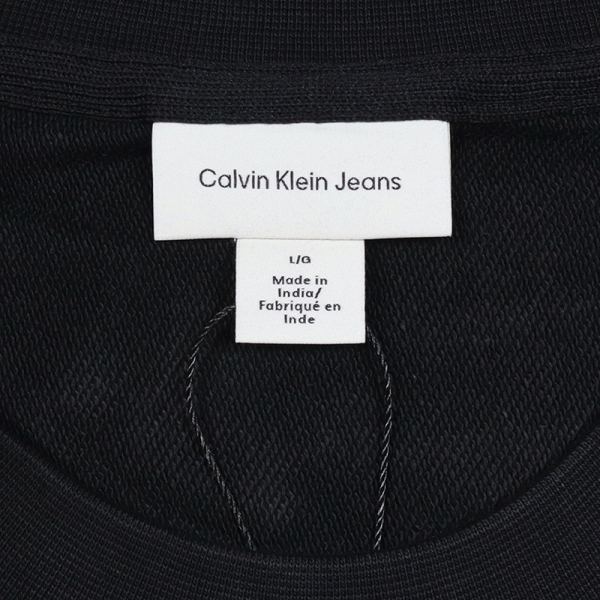 Calvin Klein Jeans
L/G
Made in
India/
Fabriqué en
Inde